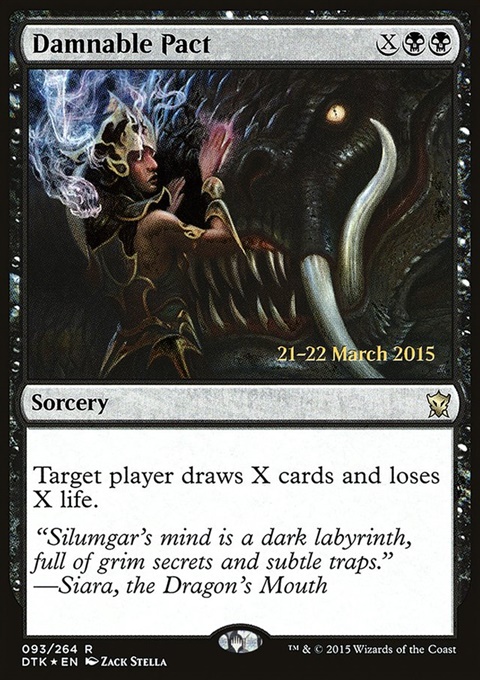 Damnable Pact X
21–22 March 2015
Sorcery
Target player draws X cards and loses
X life.
“Silumgar’s mind is a dark labyrinth,
full of grim secrets and subtle traps.”
—Siara, the Dragon’s Mouth
093/264 R
DTK★EN Zack Stella
™ & © 2015 Wizards of the Coast